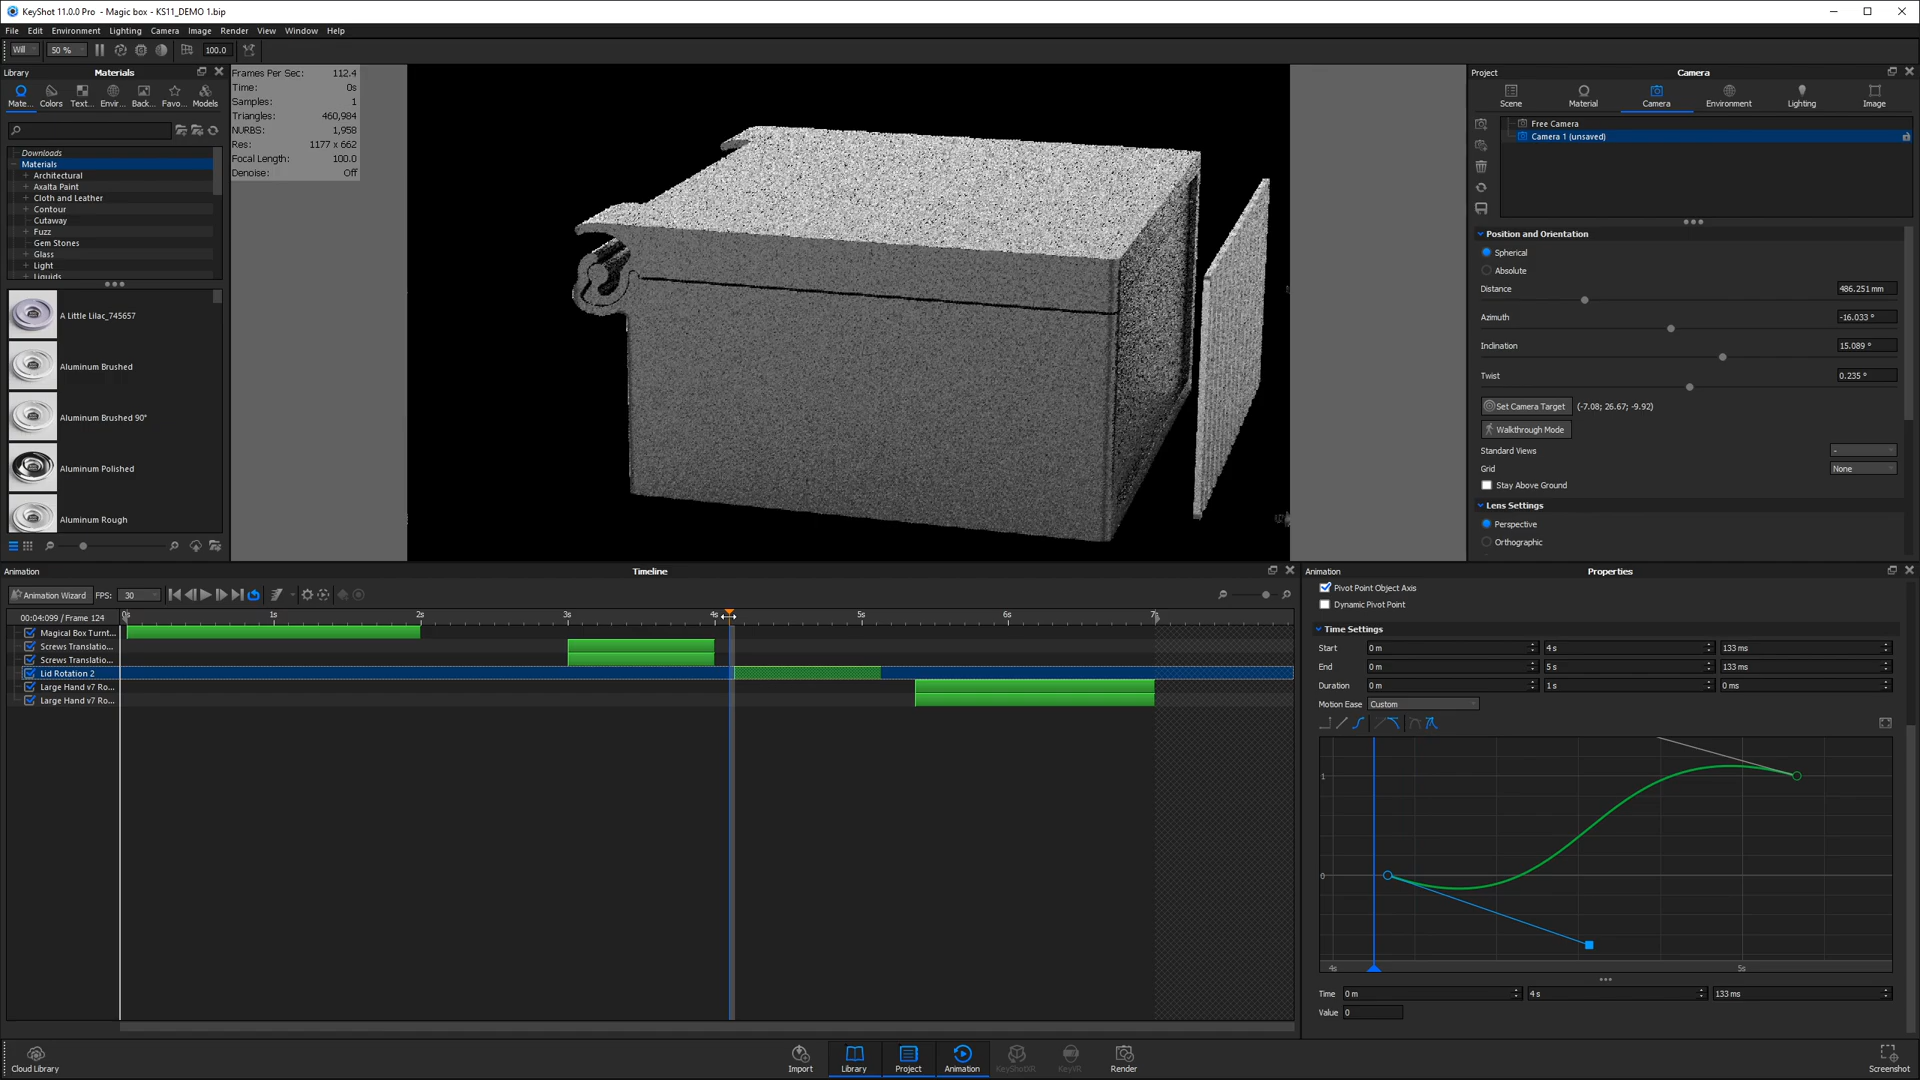 KeyShot 11.0.0 Pro - Magic box - KS11_DEMO 1.bip
File Edit Environment Lighting Camera Image Render View Window Help
Will 50 % 100.0
Library Materials
Mate... Colors Text... Envir... Back... Favo... Models
Downloads
Materials
Architectural
Axalta Paint
Cloth and Leather
Contour
Cutaway
Fuzz
Gem Stones
Glass
Light
Liquids
A Little Lilac_745657
Aluminum Brushed
Aluminum Brushed 90°
Aluminum Polished
Aluminum Rough
Frames Per Sec: 112.4
Time: 0s
Samples: 1
Triangles: 460,984
NURBS: 1,958
Res: 1177 x 662
Focal Length: 100.0
Denoise: Off
Project Camera
Scene Material Camera Environment Lighting Image
Free Camera
Camera 1 (unsaved)
Position and Orientation
Spherical
Absolute
Distance 486.251 mm
Azimuth -16.033 °
Inclination 15.089 °
Twist 0.235 °
Set Camera Target (-7.08; 26.67; -9.92)
Walkthrough Mode
Standard Views -
Grid None
Stay Above Ground
Lens Settings
Perspective
Orthographic
Animation Timeline
Animation Wizard FPS: 30
00:04:099 / Frame 124 0s 1s 2s 3s 4s 5s 6s 7s
Magical Box Turnt...
Screws Translatio...
Screws Translatio...
Lid Rotation 2
Large Hand v7 Ro...
Large Hand v7 Ro...
Animation Properties
Pivot Point Object Axis
Dynamic Pivot Point
Time Settings
Start 0 m 4 s 133 ms
End 0 m 5 s 133 ms
Duration 0 m 1 s 0 ms
Motion Ease Custom
1
0
4s 5s
Time 0 m 4 s 133 ms
Value 0
Cloud Library Import Library Project Animation KeyShotXR KeyVR Render Screenshot